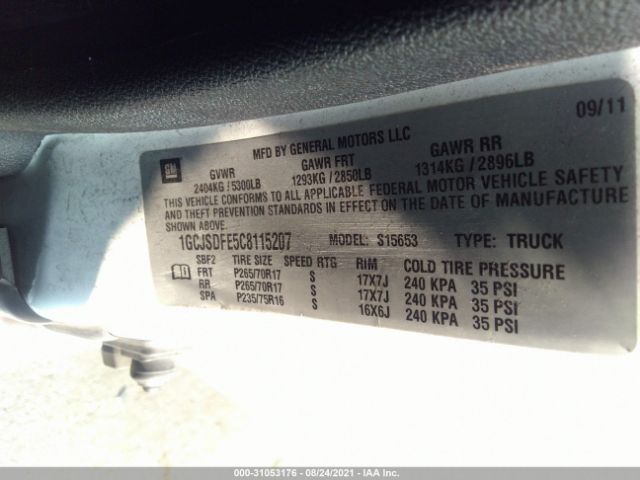 09/11
MFD BY GENERAL MOTORS LLC
GM
GVWR GAWR FRT GAWR RR
2404KG / 5300LB 1293KG / 2850LB 1314KG / 2896LB
THIS VEHICLE CONFORMS TO ALL APPLICABLE FEDERAL MOTOR VEHICLE SAFETY
AND THEFT PREVENTION STANDARDS IN EFFECT ON THE DATE OF MANUFACTURE
SHOWN ABOVE.
1GCJSDFE5C8115207 MODEL: S15653 TYPE: TRUCK
SBF2 TIRE SIZE SPEED RTG RIM COLD TIRE PRESSURE
FRT P265/70R17 S 17X7J 240 KPA 35 PSI
RR P265/70R17 S 17X7J 240 KPA 35 PSI
SPA P235/75R16 S 16X6J 240 KPA 35 PSI
000-31053176 - 08/24/2021 - IAAI.COM